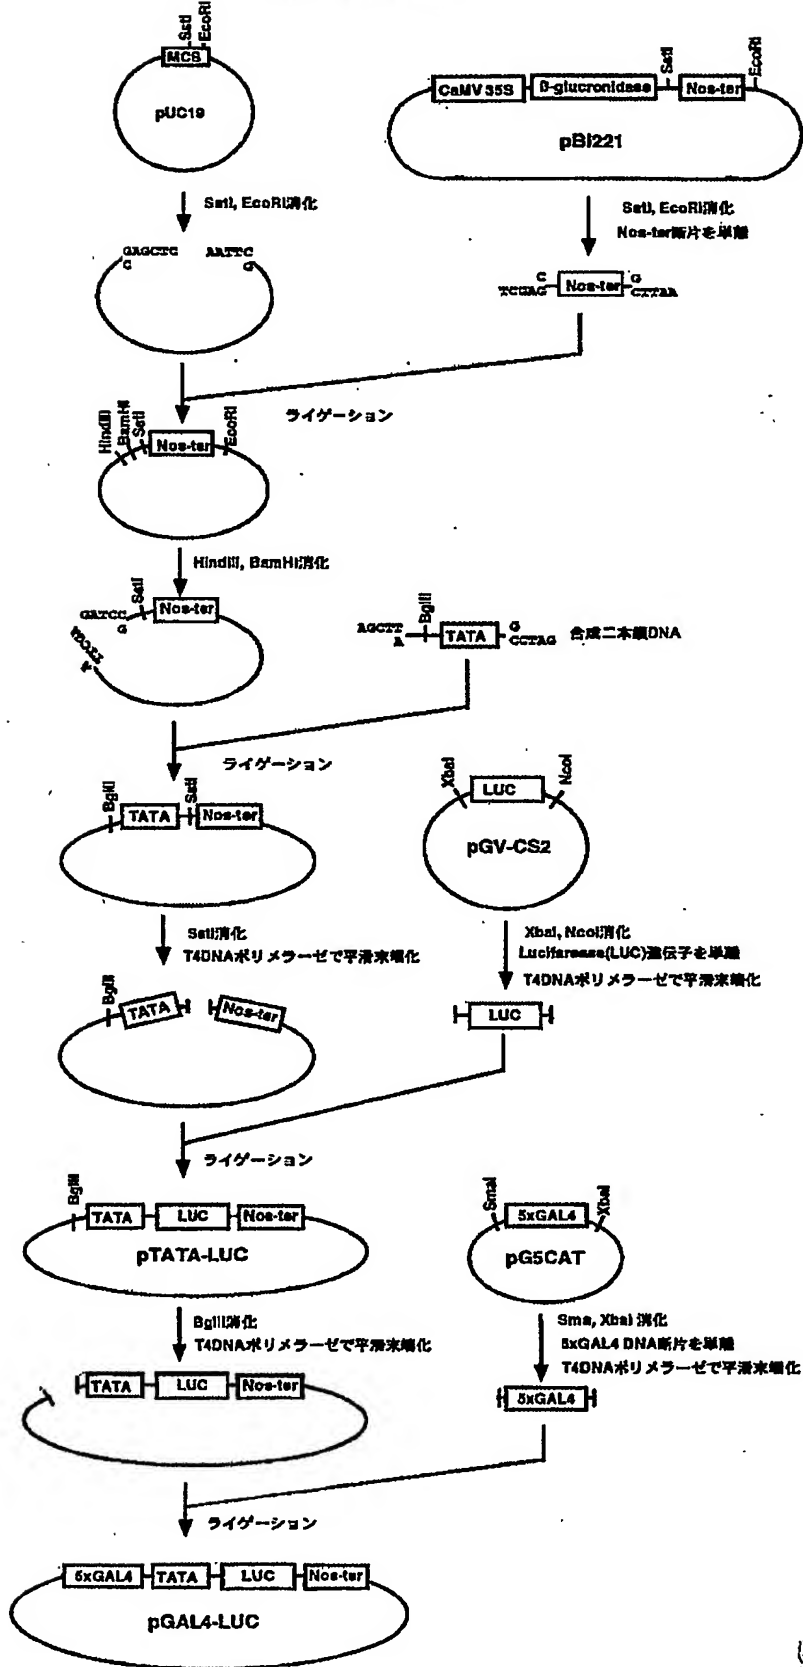 SstI
EcoRI
MCS
pUC19
CaMV 35S
β-glucronidase
SstI
Nos-ter
EcoRI
pBI221
SstI, EcoRI消化
SstI, EcoRI消化
Nos-ter断片を単離
GAGCTC
C
AATTC
G
C
TCGAG
Nos-ter
G
CTTAA
ライゲーション
HindIII
BamHI
SstI
Nos-ter
EcoRI
HindIII, BamHI消化
GATCC
G
SstI
Nos-ter
AGCTT
A
BglII
TATA
G
CCTAG
合成二本鎖DNA
TTCGA
A
ライゲーション
BglII
TATA
SstI
Nos-ter
XbaI
LUC
NcoI
pGV-CS2
SstI消化
T4DNAポリメラーゼで平滑末端化
XbaI, NcoI消化
Luciferease(LUC)遺伝子を単離
T4DNAポリメラーゼで平滑末端化
BglII
TATA
Nos-ter
LUC
ライゲーション
BglII
TATA
LUC
Nos-ter
pTATA-LUC
SmaI
5xGAL4
XbaI
pG5CAT
BglII消化
T4DNAポリメラーゼで平滑末端化
Sma, XbaI 消化
5xGAL4 DNA断片を単離
T4DNAポリメラーゼで平滑末端化
TATA
LUC
Nos-ter
5xGAL4
ライゲーション
5xGAL4
TATA
LUC
Nos-ter
pGAL4-LUC